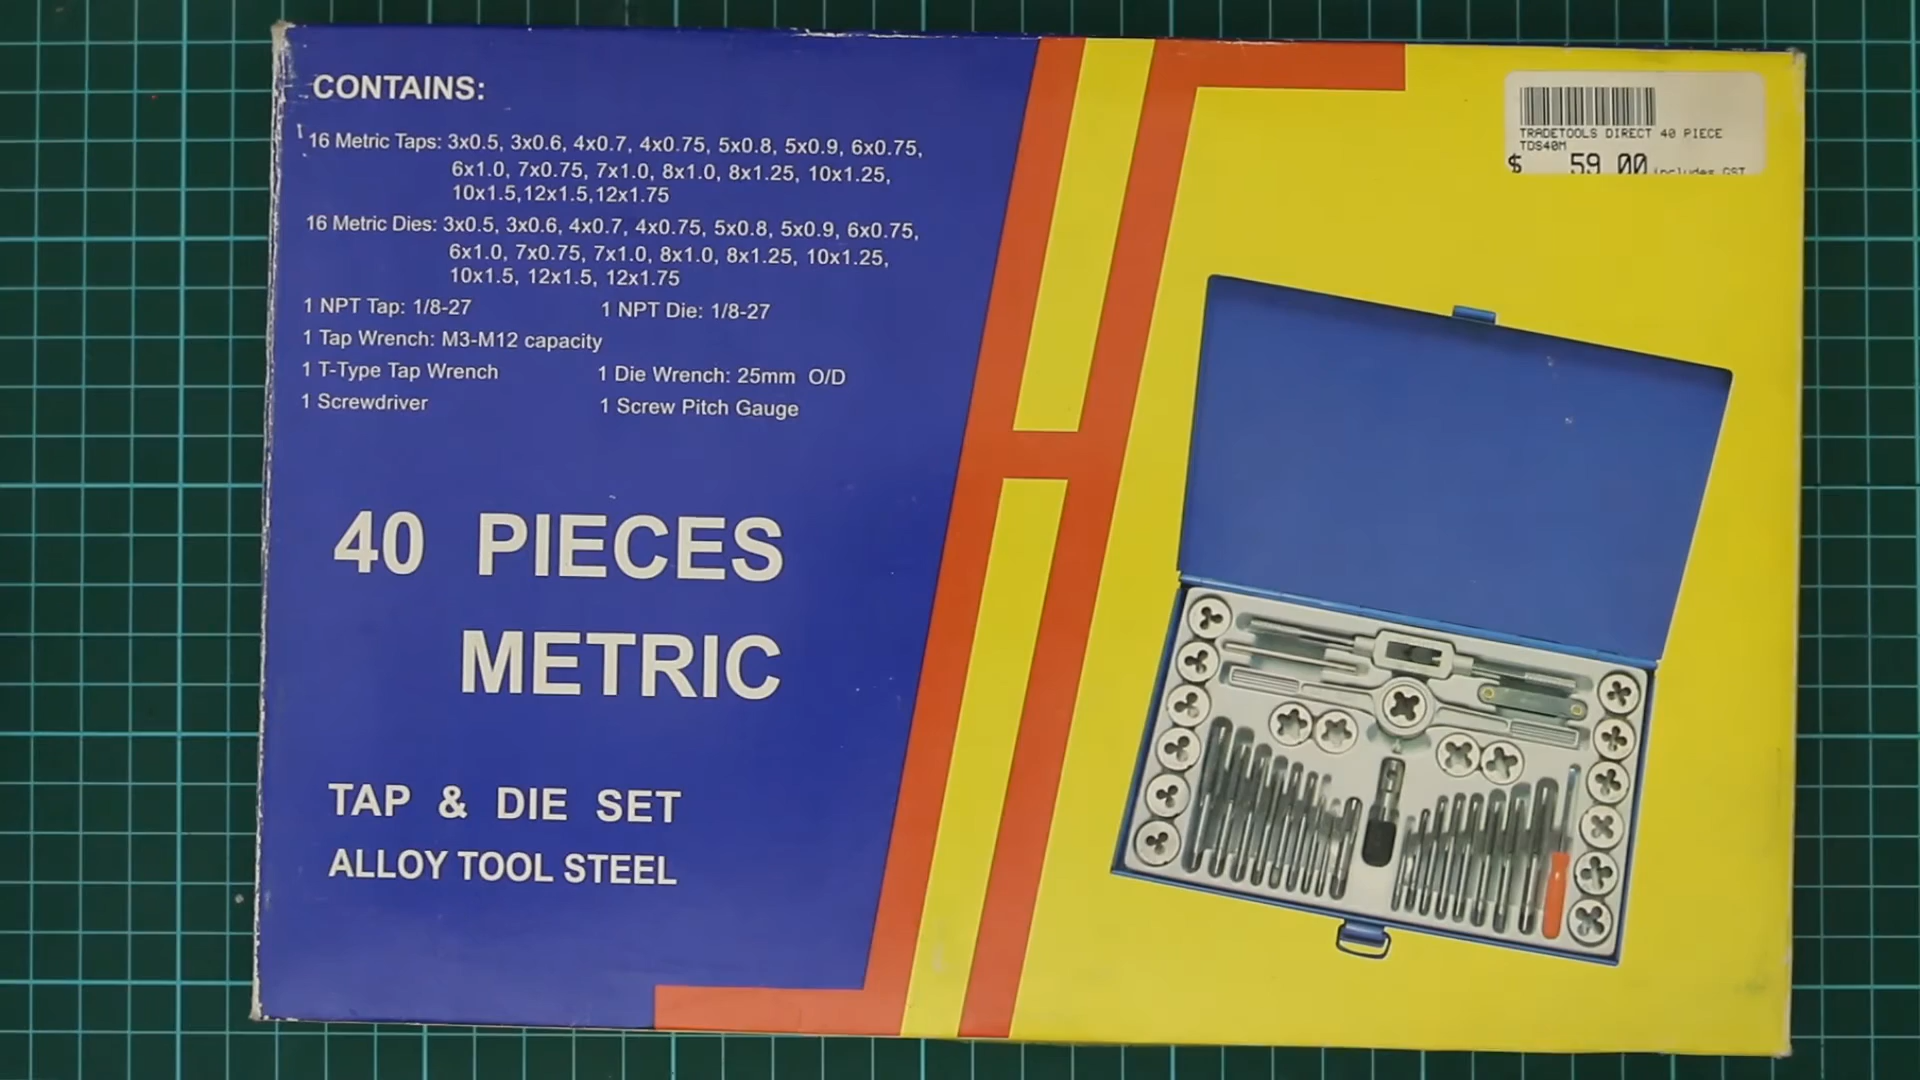 CONTAINS:
16 Metric Taps: 3x0.5, 3x0.6, 4x0.7, 4x0.75, 5x0.8, 5x0.9, 6x0.75,
6x1.0, 7x0.75, 7x1.0, 8x1.0, 8x1.25, 10x1.25,
10x1.5,12x1.5,12x1.75
16 Metric Dies: 3x0.5, 3x0.6, 4x0.7, 4x0.75, 5x0.8, 5x0.9, 6x0.75,
6x1.0, 7x0.75, 7x1.0, 8x1.0, 8x1.25, 10x1.25,
10x1.5, 12x1.5, 12x1.75
1 NPT Tap: 1/8-27 1 NPT Die: 1/8-27
1 Tap Wrench: M3-M12 capacity
1 T-Type Tap Wrench 1 Die Wrench: 25mm O/D
1 Screwdriver 1 Screw Pitch Gauge
40 PIECES
METRIC
TAP & DIE SET
ALLOY TOOL STEEL
TRADETOOLS DIRECT 40 PIECE
TDS40M
$ 59 00 includes GST